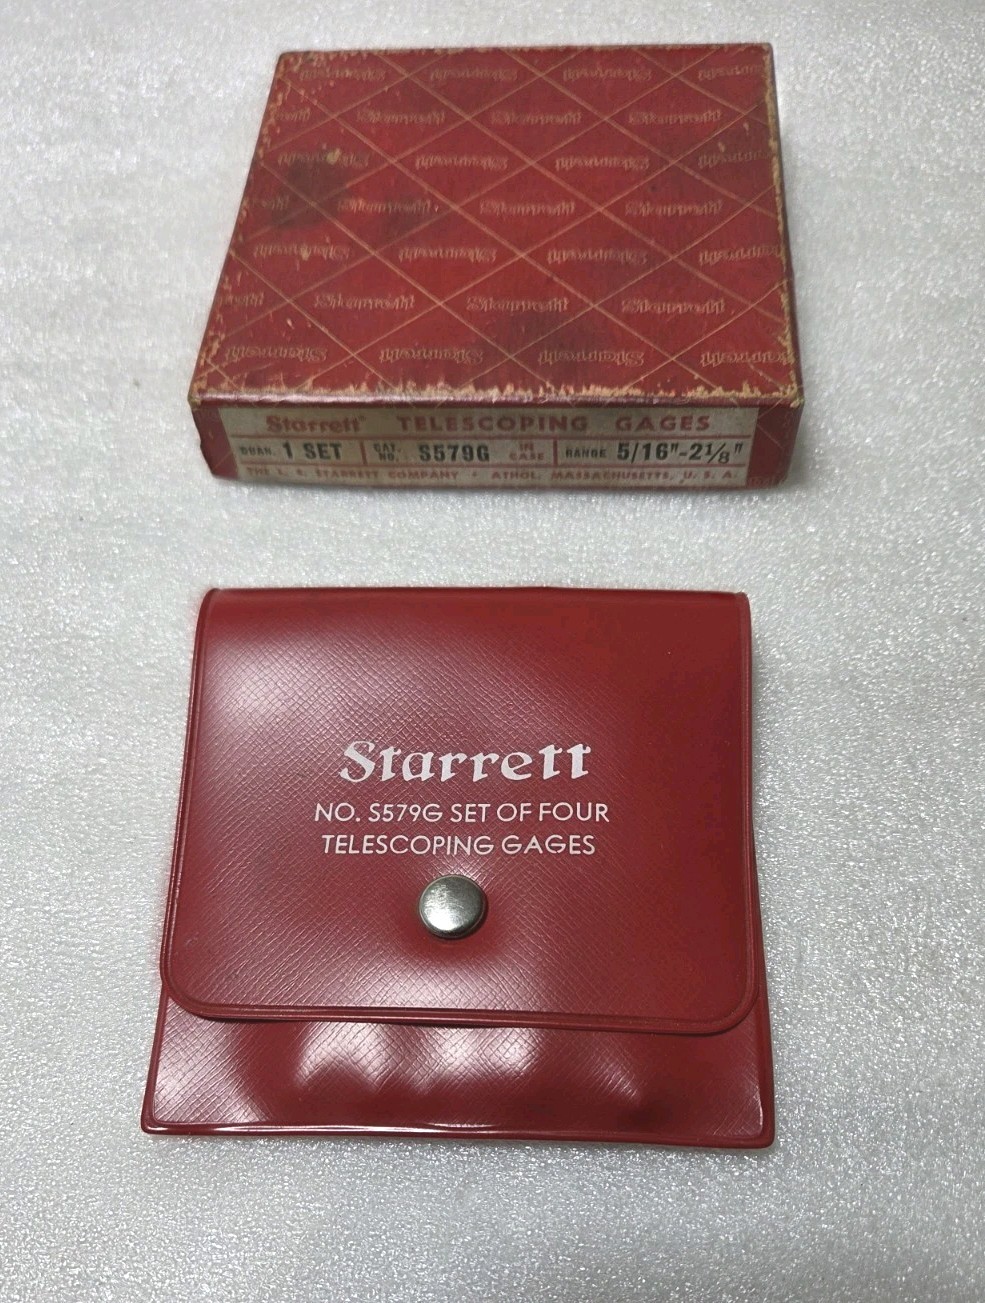 Starrett TELESCOPING GAGES
QUAN. 1 SET CAT. NO. S579G IN CASE RANGE 5/16"-2 1/8"
THE L. S. STARRETT COMPANY · ATHOL, MASSACHUSETTS, U. S. A.
Starrett
NO. S579G SET OF FOUR
TELESCOPING GAGES